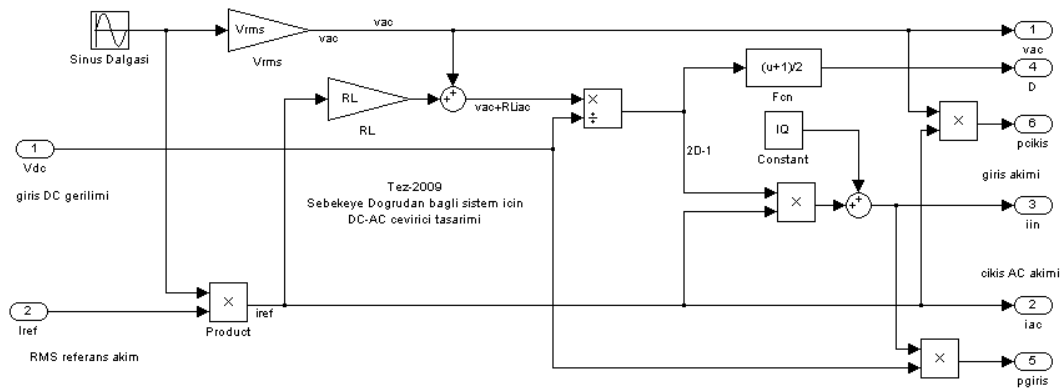 Sinus Dalgasi
Vrms
Vrms
vac
vac
1
vac
RL
RL
vac+RLiac
×
÷
(u+1)/2
Fcn
4
D
IQ
Constant
×
6
pcikis
1
Vdc
giris DC gerilimi
Tez-2009
Sebekeye Dogrudan bagli sistem icin
DC-AC cevirici tasarimi
2D-1
×
giris akimi
3
iin
2
Iref
RMS referans akim
×
Product
iref
cikis AC akimi
2
iac
×
5
pgiris